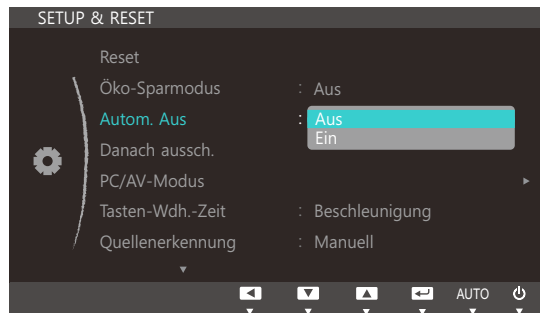 SETUP & RESET
Reset
Öko-Sparmodus : Aus
Autom. Aus : Aus
Ein
Danach aussch.
PC/AV-Modus
Tasten-Wdh.-Zeit : Beschleunigung
Quellenerkennung : Manuell
AUTO